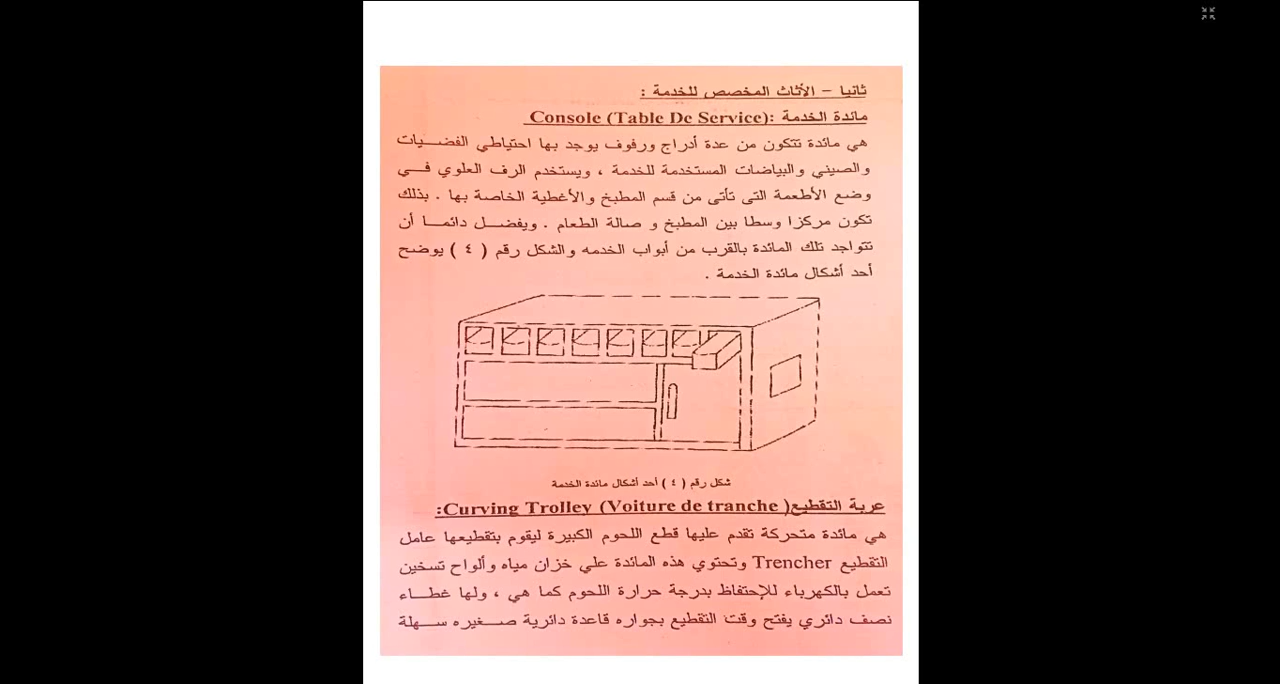 ثانيا – الأثاث المخصص للخدمة :
مائدة الخدمة :Console (Table De Service)
هي مائدة تتكون من عدة أدراج ورفوف يوجد بها احتياطي الفضيات
والصيني والبياضات المستخدمة للخدمة ، ويستخدم الرف العلوي في
وضع الأطعمة التى تأتى من قسم المطبخ والأغطية الخاصة بها . بذلك
تكون مركزا وسطا بين المطبخ و صالة الطعام . ويفضل دائما أن
تتواجد تلك المائدة بالقرب من أبواب الخدمه والشكل رقم ( ٤ ) يوضح
أحد أشكال مائدة الخدمة .
شكل رقم ( ٤ ) أحد أشكال مائدة الخدمة
عربة التقطيع( Curving Trolley (Voiture de tranche:
هي مائدة متحركة تقدم عليها قطع اللحوم الكبيرة ليقوم بتقطيعها عامل
التقطيع Trencher وتحتوي هذه المائدة علي خزان مياه وألواح تسخين
تعمل بالكهرباء للإحتفاظ بدرجة حرارة اللحوم كما هي ، ولها غطاء
نصف دائري يفتح وقت التقطيع بجواره قاعدة دائرية صغيره سهلة